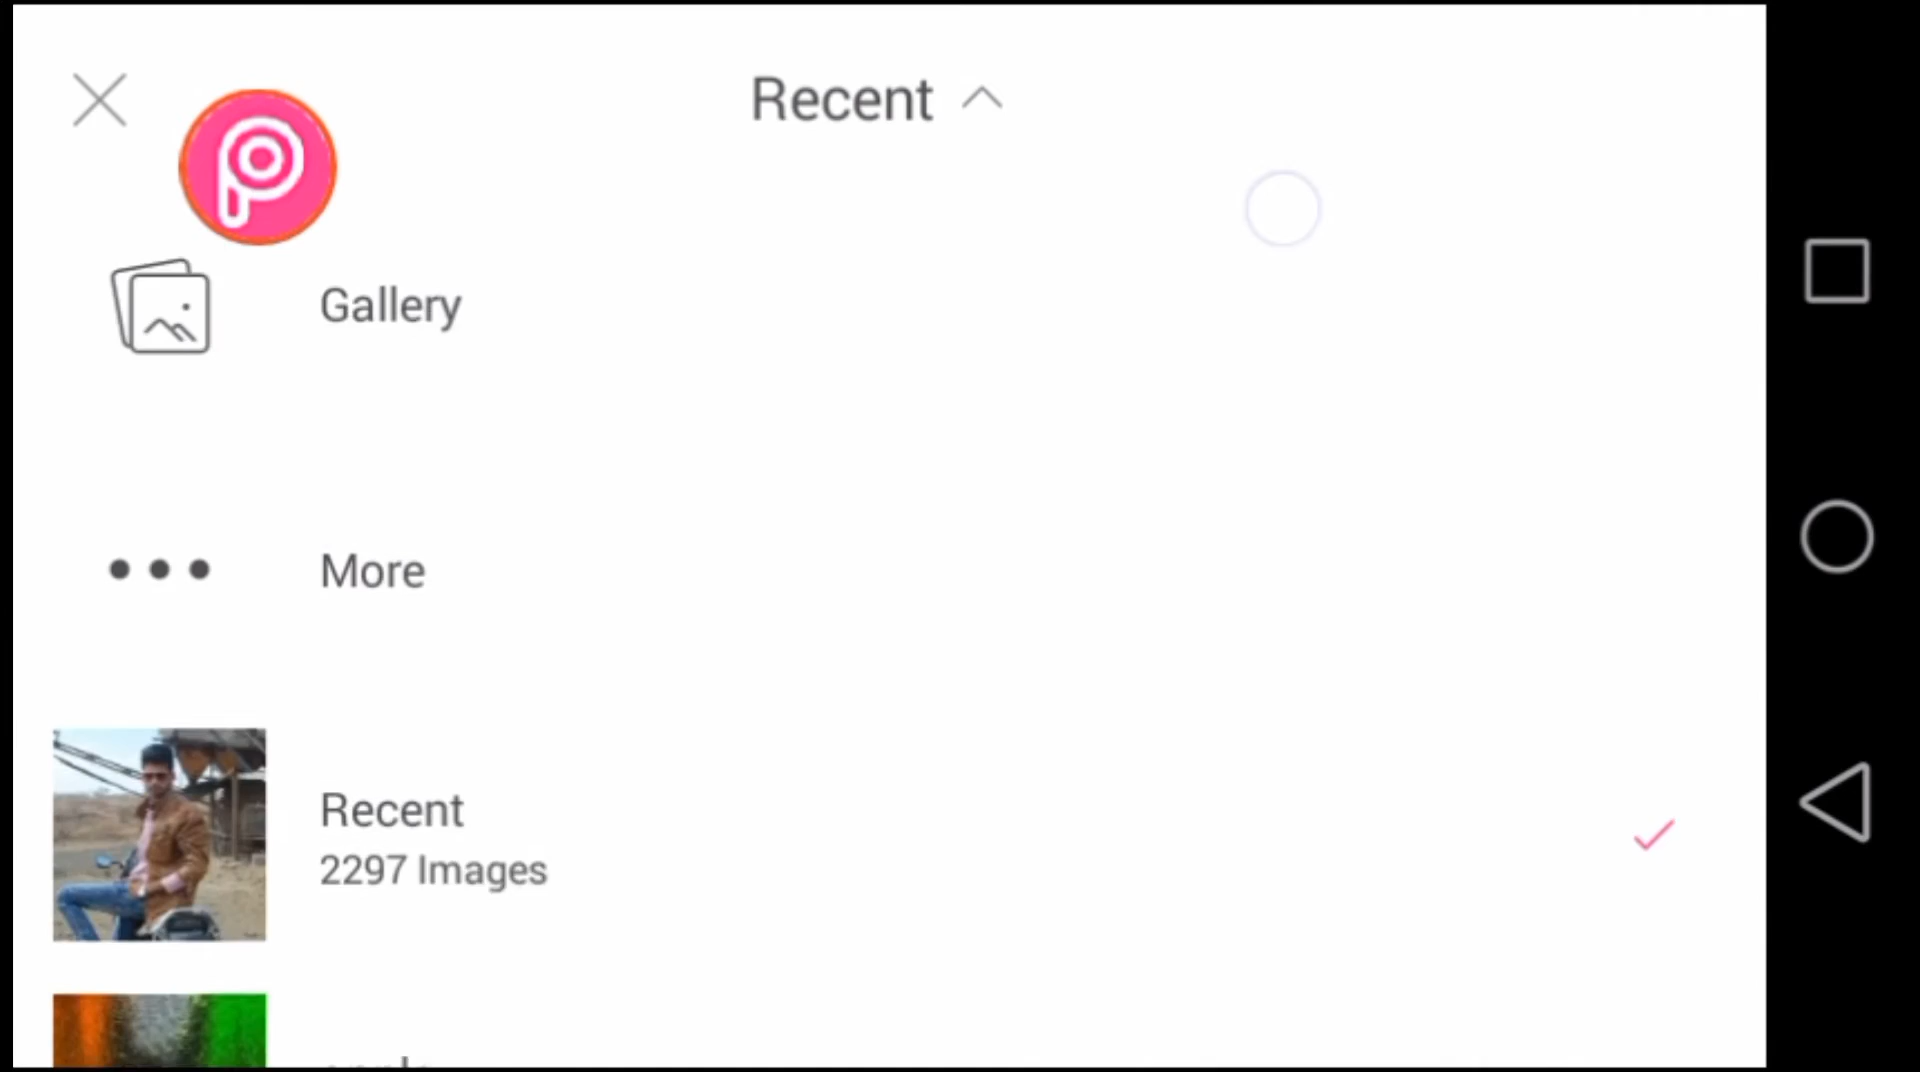 Recent
Gallery
More
Recent
2297 Images